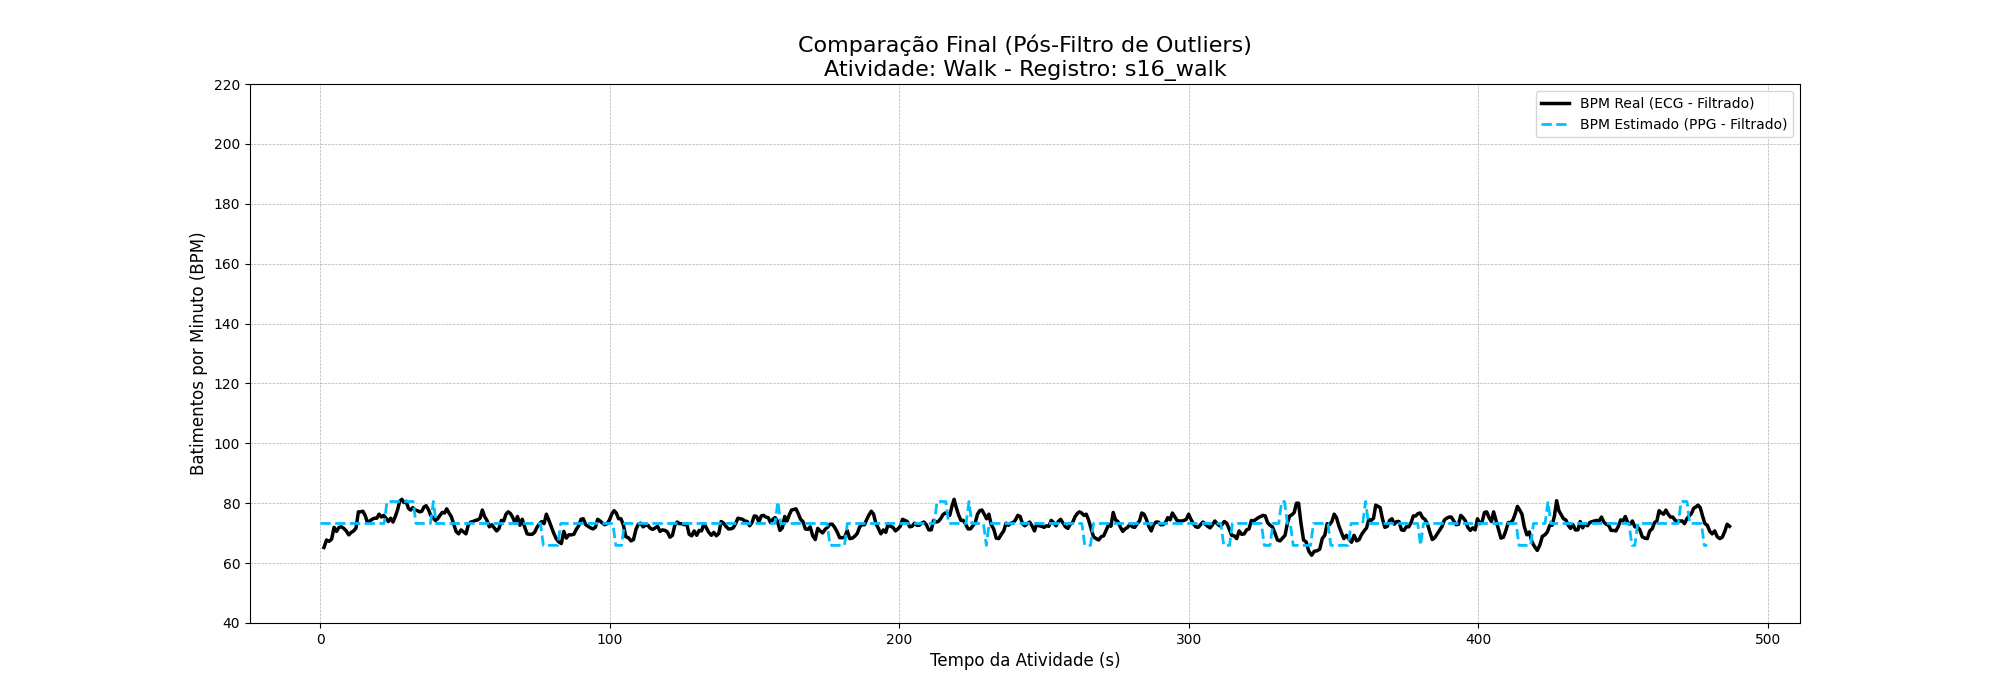 Comparação Final (Pós-Filtro de Outliers)
Atividade: Walk - Registro: s16_walk
BPM Real (ECG - Filtrado)
BPM Estimado (PPG - Filtrado)
Batimentos por Minuto (BPM)
220
200
180
160
140
120
100
80
60
40
0
100
200
300
400
500
Tempo da Atividade (s)